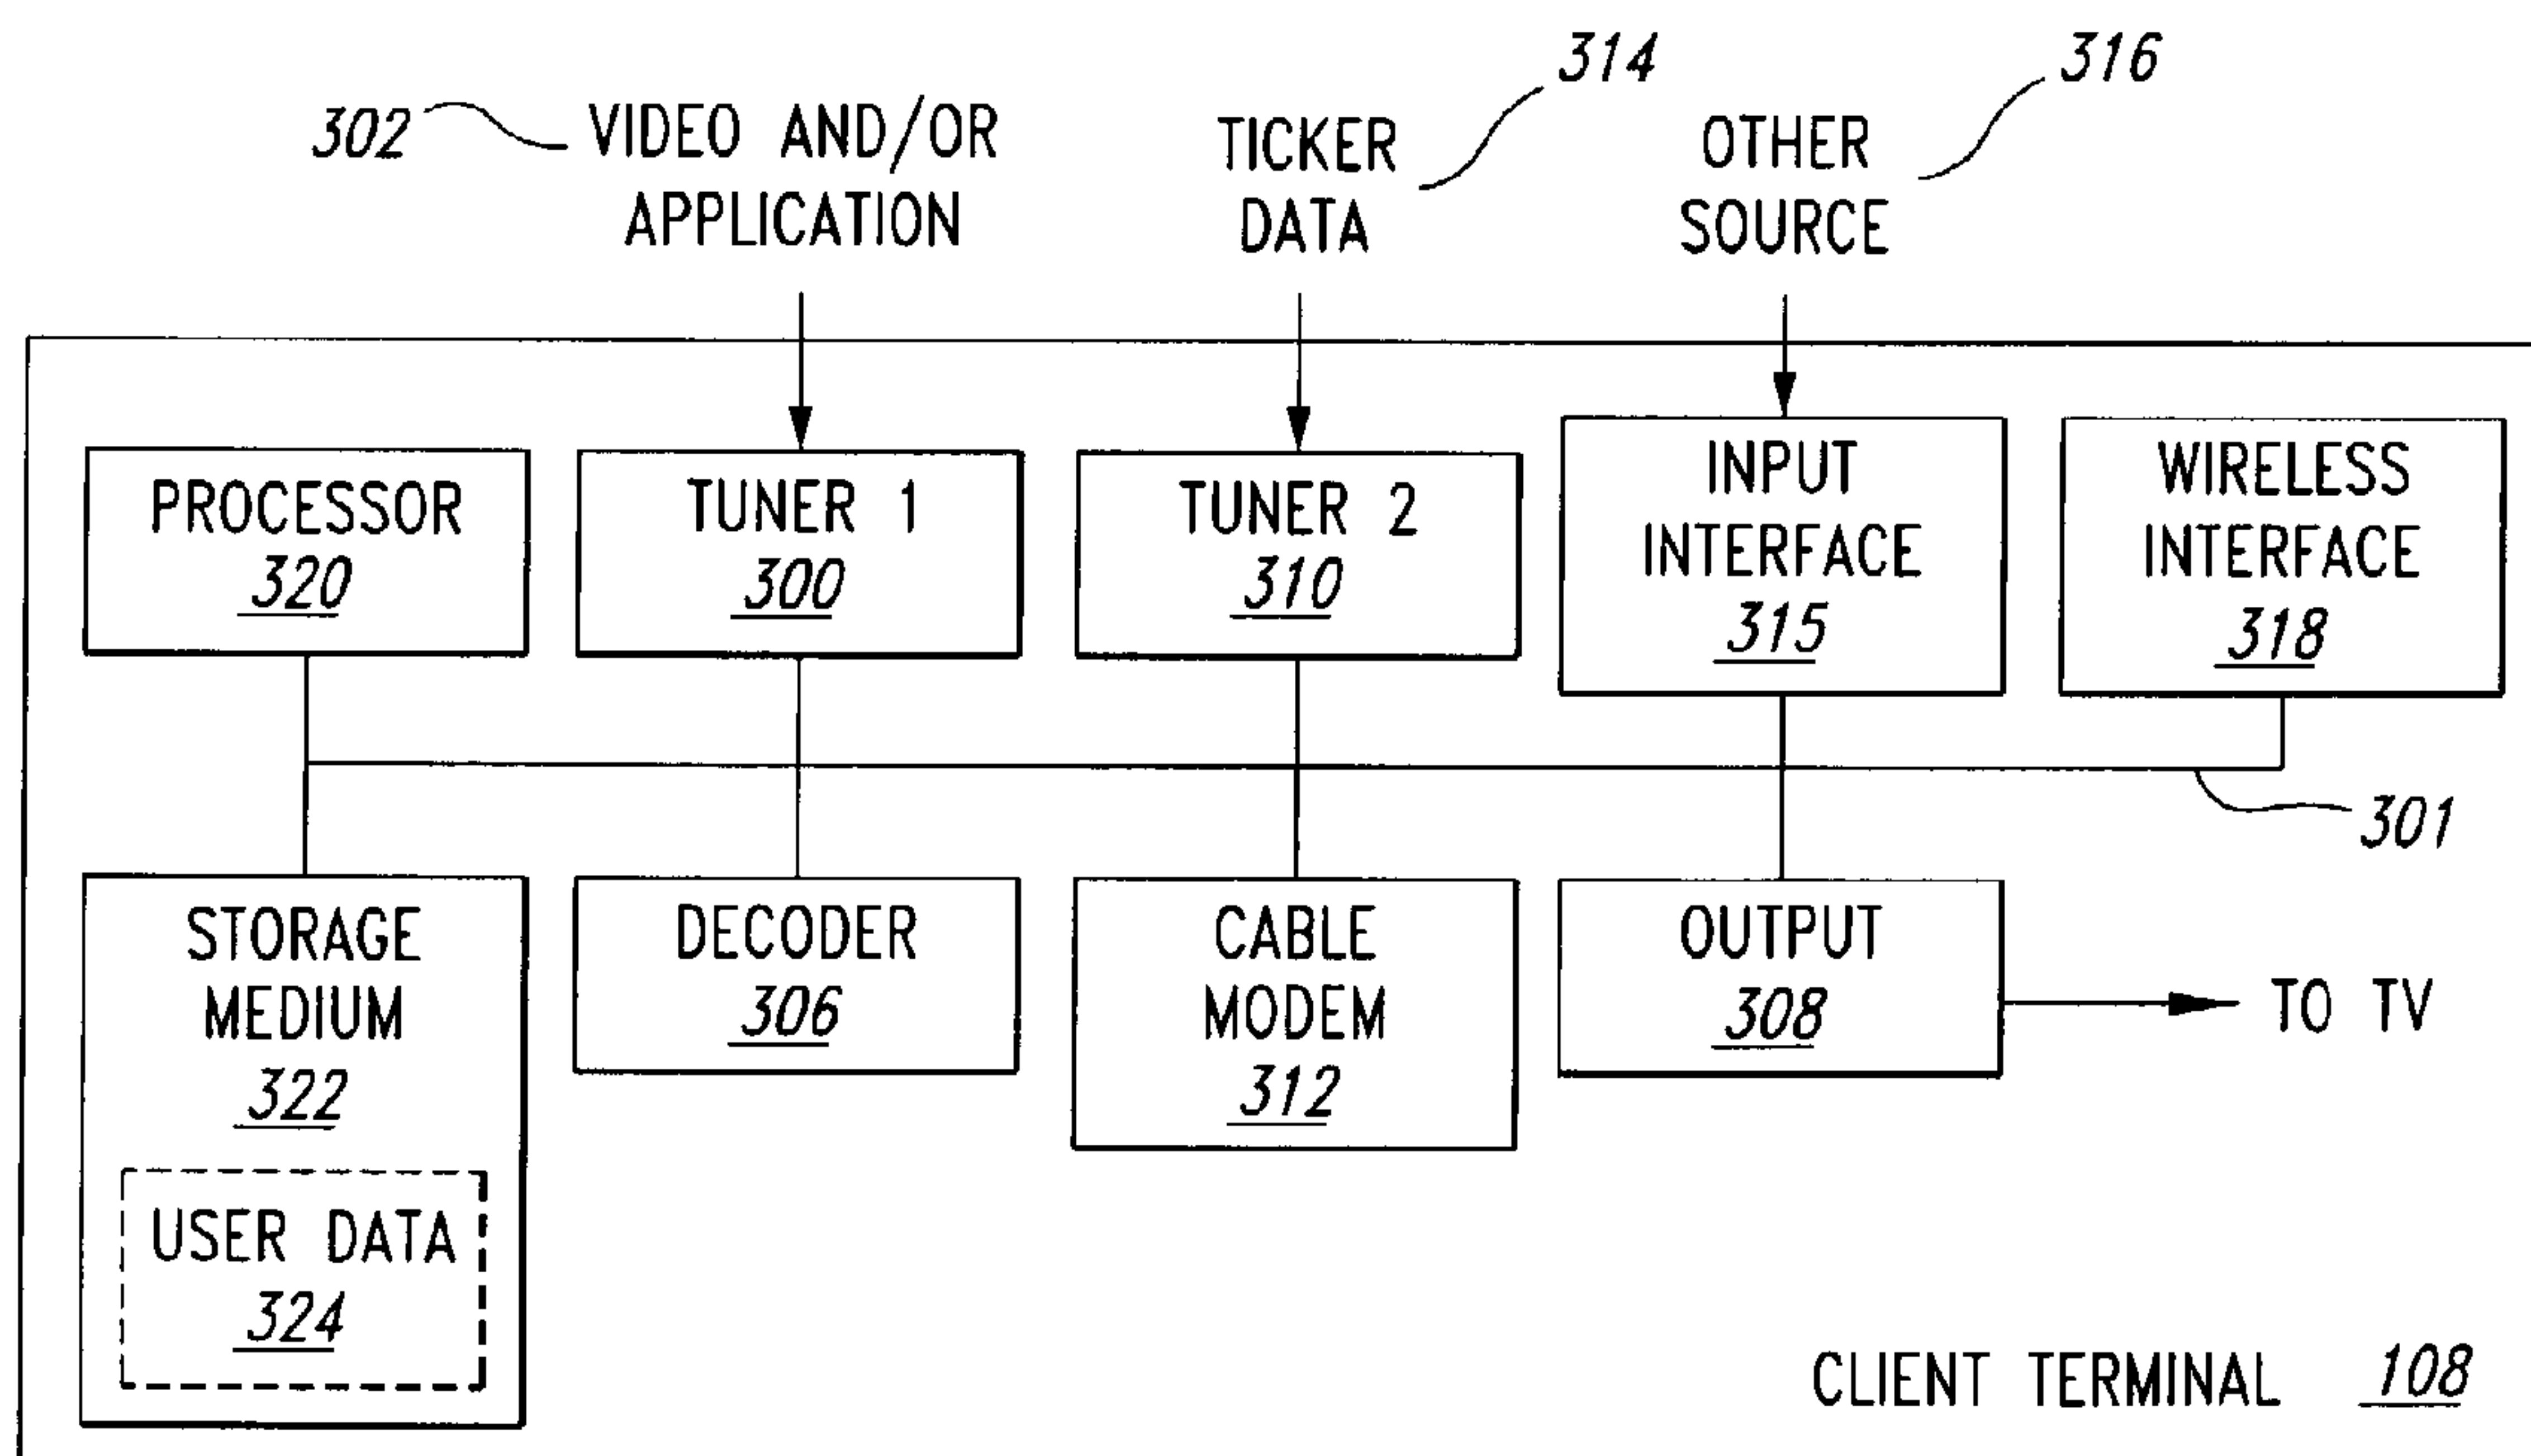 302
VIDEO AND/OR
APPLICATION
TICKER
DATA
314
OTHER
SOURCE
316
PROCESSOR
320
TUNER 1
300
TUNER 2
310
INPUT
INTERFACE
315
WIRELESS
INTERFACE
318
301
STORAGE
MEDIUM
322
USER DATA
324
DECODER
306
CABLE
MODEM
312
OUTPUT
308
TO TV
CLIENT TERMINAL 108